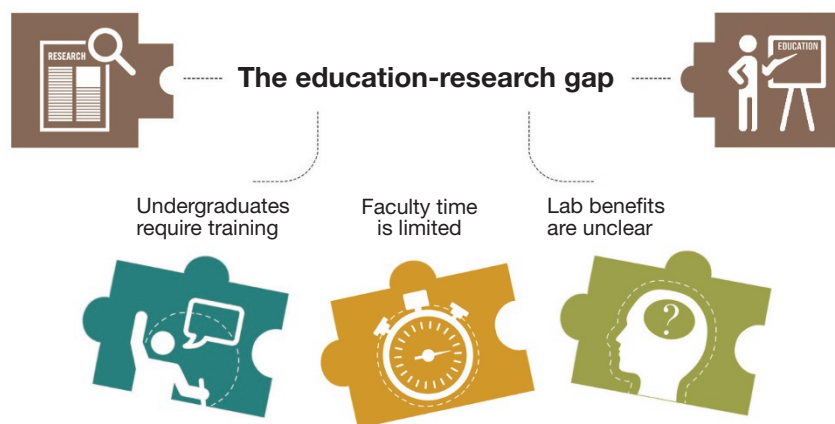 RESEARCH
The education-research gap
EDUCATION
Undergraduates
require training
Faculty time
is limited
Lab benefits
are unclear
?